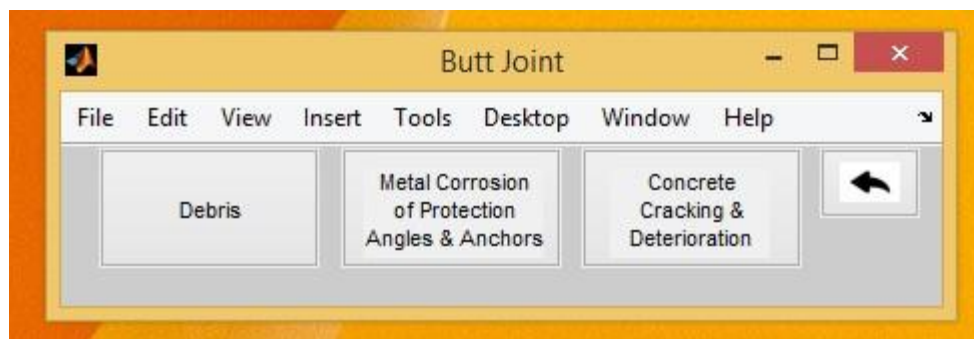 Butt Joint
File Edit View Insert Tools Desktop Window Help
Debris
Metal Corrosion
of Protection
Angles & Anchors
Concrete
Cracking &
Deterioration